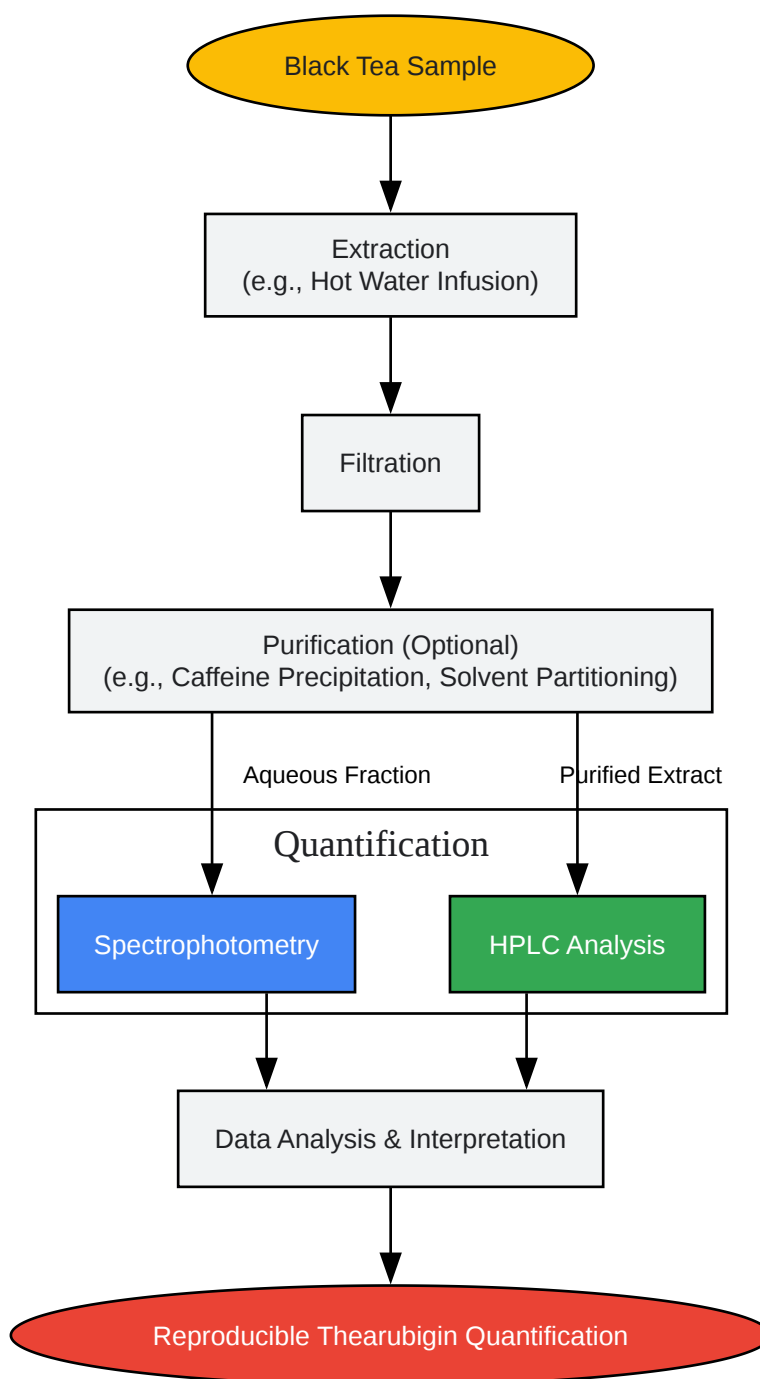 Black Tea Sample
Extraction
(e.g., Hot Water Infusion)
Filtration
Purification (Optional)
(e.g., Caffeine Precipitation, Solvent Partitioning)
Aqueous Fraction
Purified Extract
Quantification
Spectrophotometry
HPLC Analysis
Data Analysis & Interpretation
Reproducible Thearubigin Quantification